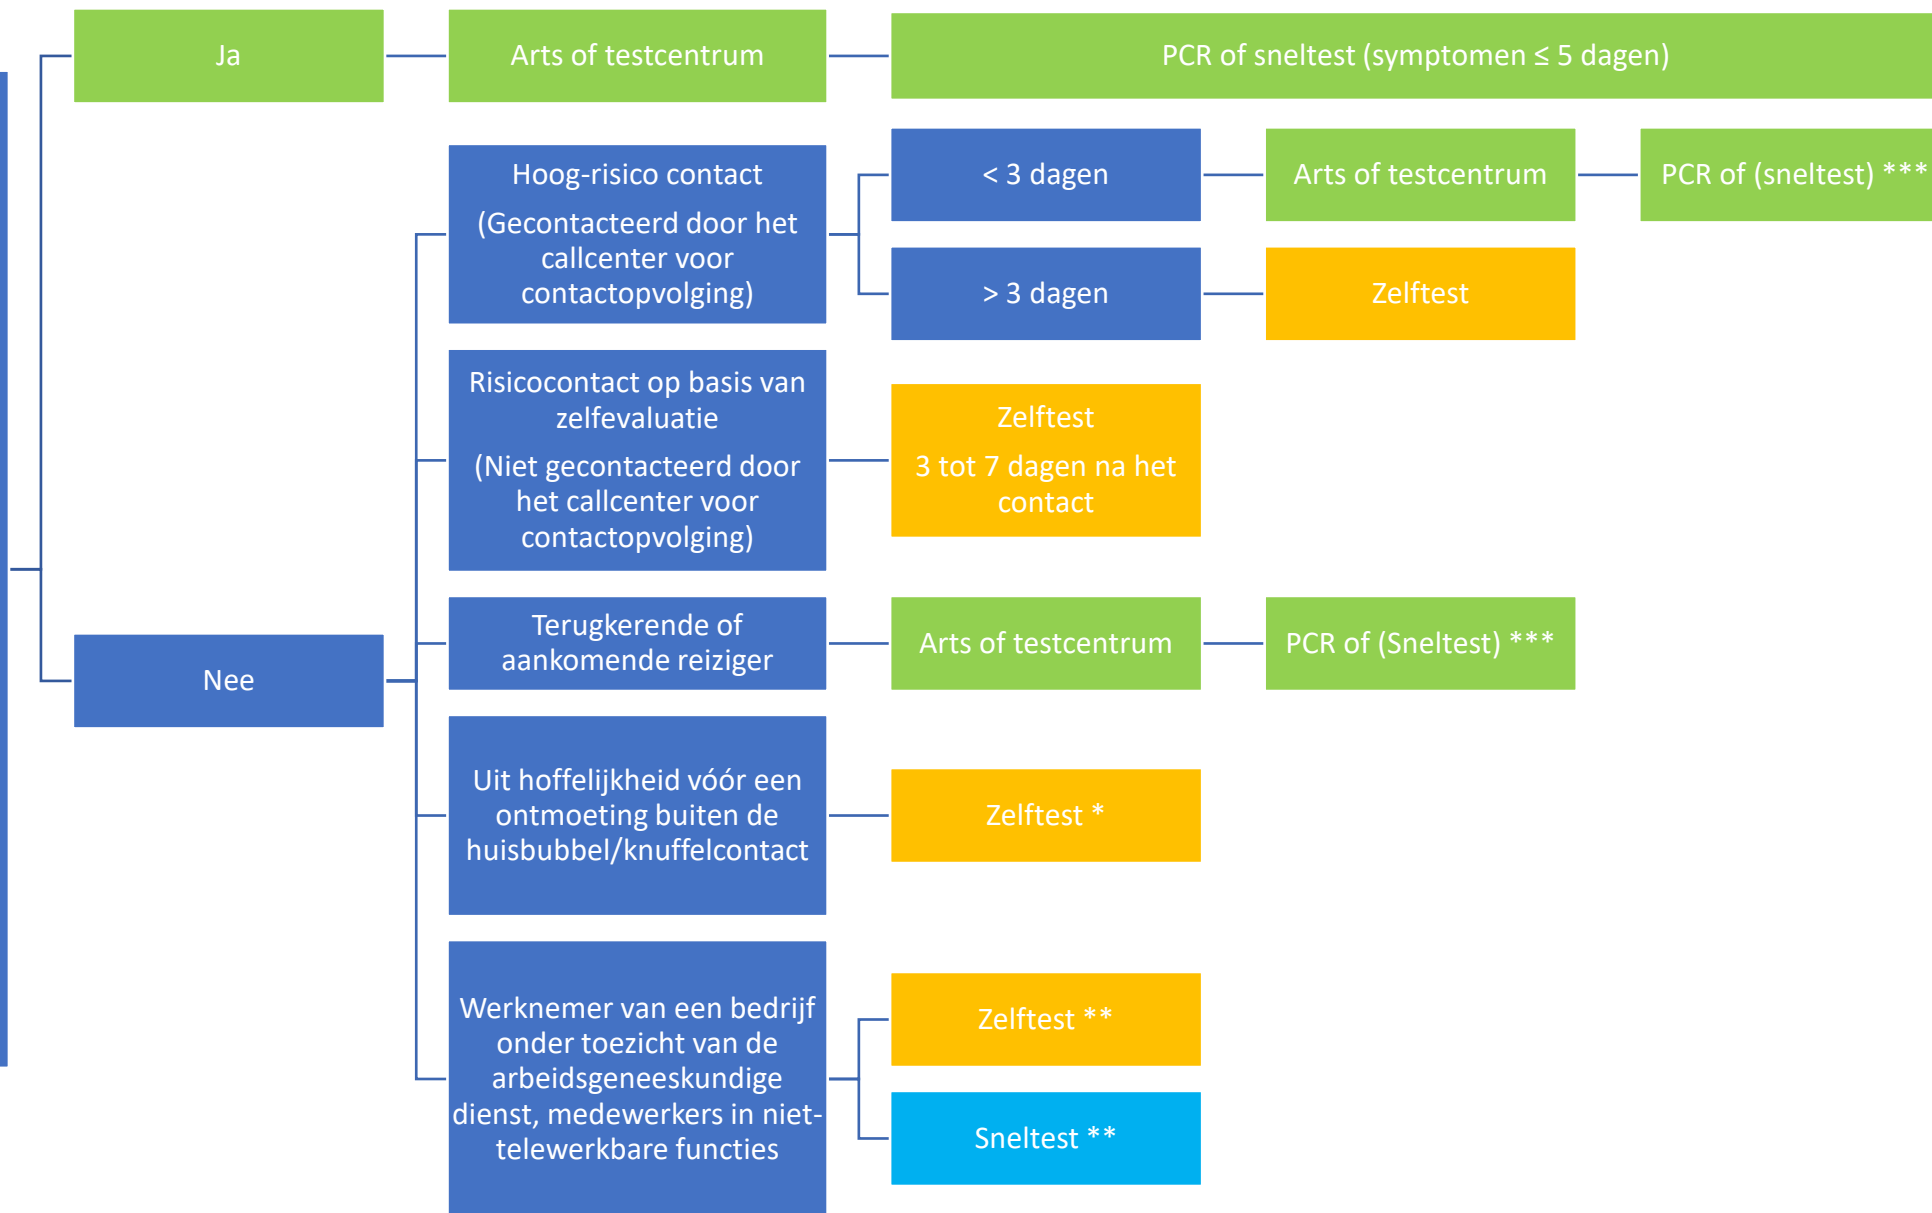 Ja
Arts of testcentrum
PCR of sneltest (symptomen ≤ 5 dagen)
Hoog-risico contact
(Gecontacteerd door het
callcenter voor
contactopvolging)
< 3 dagen
Arts of testcentrum
PCR of (sneltest) ***
> 3 dagen
Zelftest
Risicocontact op basis van
zelfevaluatie
(Niet gecontacteerd door
het callcenter voor
contactopvolging)
Zelftest
3 tot 7 dagen na het
contact
Nee
Terugkerende of
aankomende reiziger
Arts of testcentrum
PCR of (Sneltest) ***
Uit hoffelijkheid vóór een
ontmoeting buiten de
huisbubbel/knuffelcontact
Zelftest *
Werknemer van een bedrijf
onder toezicht van de
arbeidsgeneeskundige
dienst, medewerkers in niet-
telewerkbare functies
Zelftest **
Sneltest **